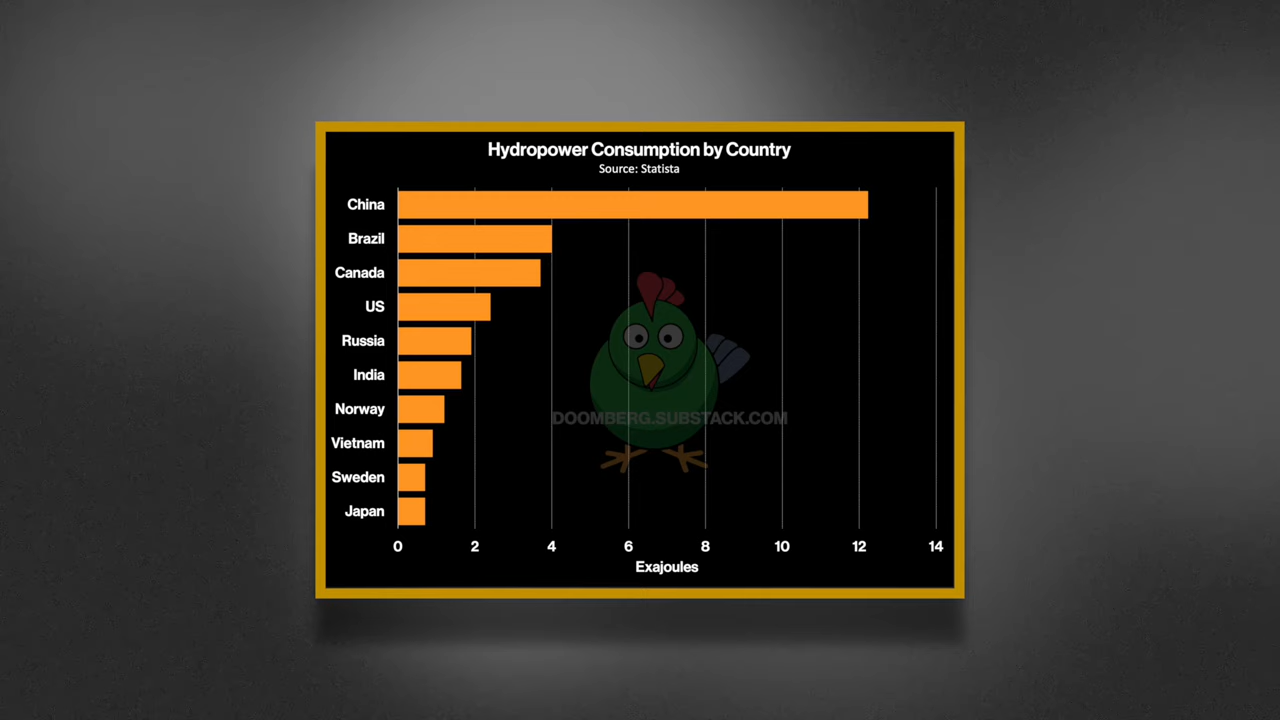 Hydropower Consumption by Country
Source: Statista
China
Brazil
Canada
US
Russia
India
Norway
Vietnam
Sweden
Japan
DOOMBERG.SUBSTACK.COM
0 2 4 6 8 10 12 14
Exajoules